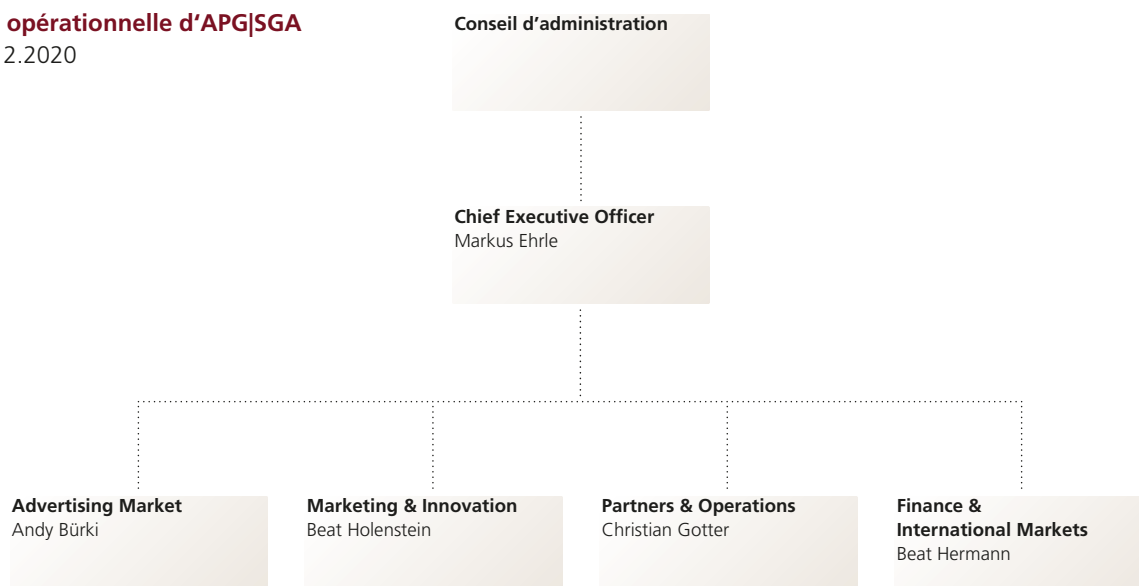 opérationnelle d'APG|SGA
2.2020
Conseil d'administration
Chief Executive Officer
Markus Ehrle
Advertising Market
Andy Bürki
Marketing & Innovation
Beat Holenstein
Partners & Operations
Christian Gotter
Finance &
International Markets
Beat Hermann